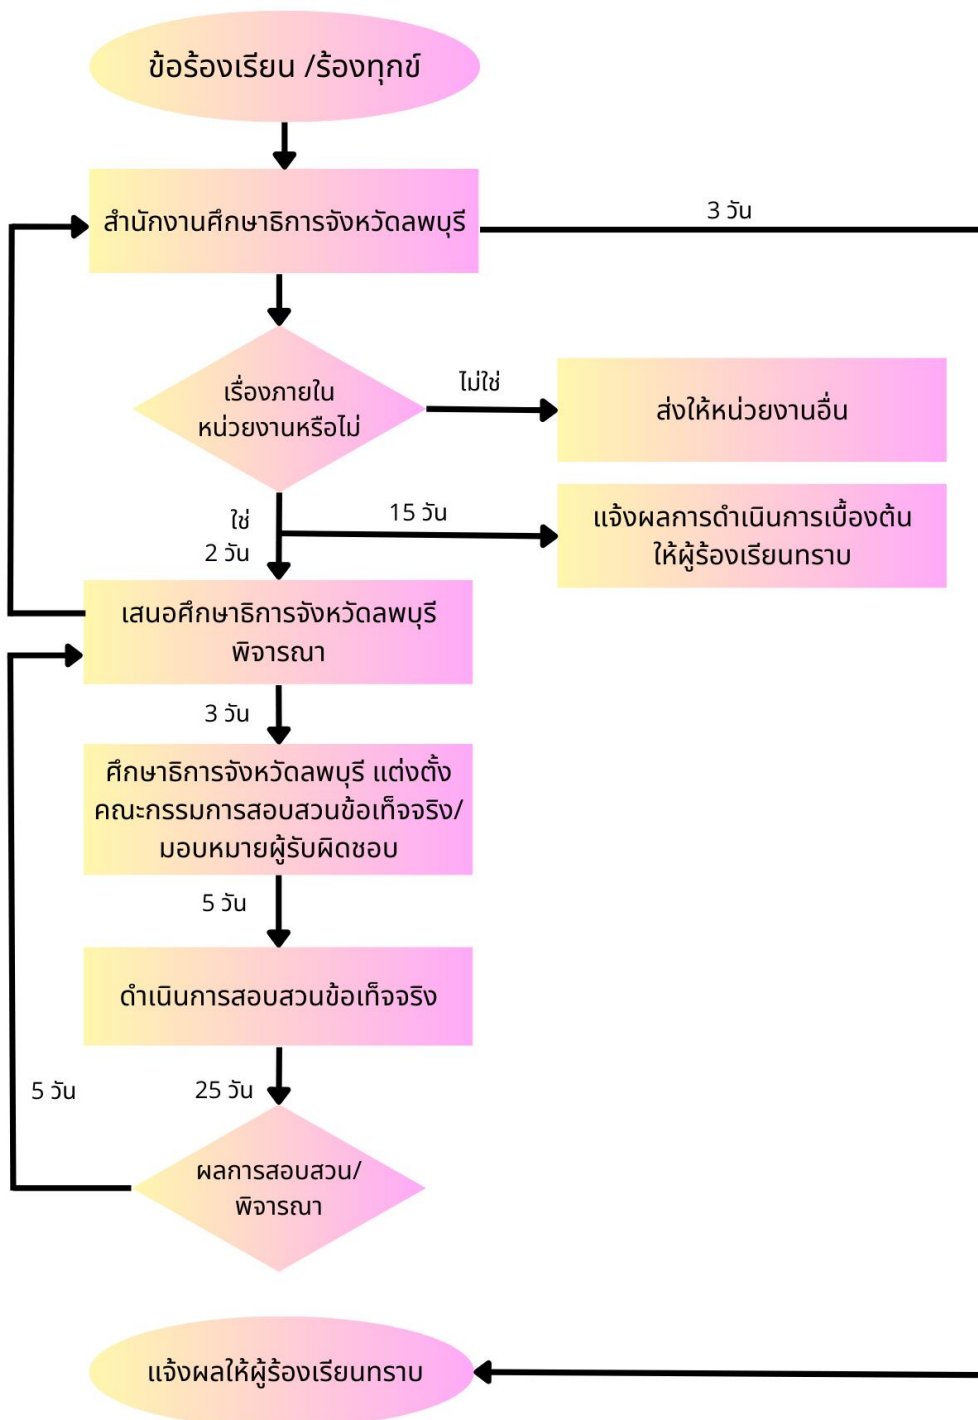 ข้อร้องเรียน /ร้องทุกข์
สำนักงานศึกษาธิการจังหวัดลพบุรี
3 วัน
เรื่องภายใน
หน่วยงานหรือไม่
ไม่ใช่
ส่งให้หน่วยงานอื่น
ใช่
2 วัน
15 วัน
แจ้งผลการดำเนินการเบื้องต้น
ให้ผู้ร้องเรียนทราบ
เสนอศึกษาธิการจังหวัดลพบุรี
พิจารณา
3 วัน
ศึกษาธิการจังหวัดลพบุรี แต่งตั้ง
คณะกรรมการสอบสวนข้อเท็จจริง/
มอบหมายผู้รับผิดชอบ
5 วัน
ดำเนินการสอบสวนข้อเท็จจริง
5 วัน
25 วัน
ผลการสอบสวน/
พิจารณา
แจ้งผลให้ผู้ร้องเรียนทราบ